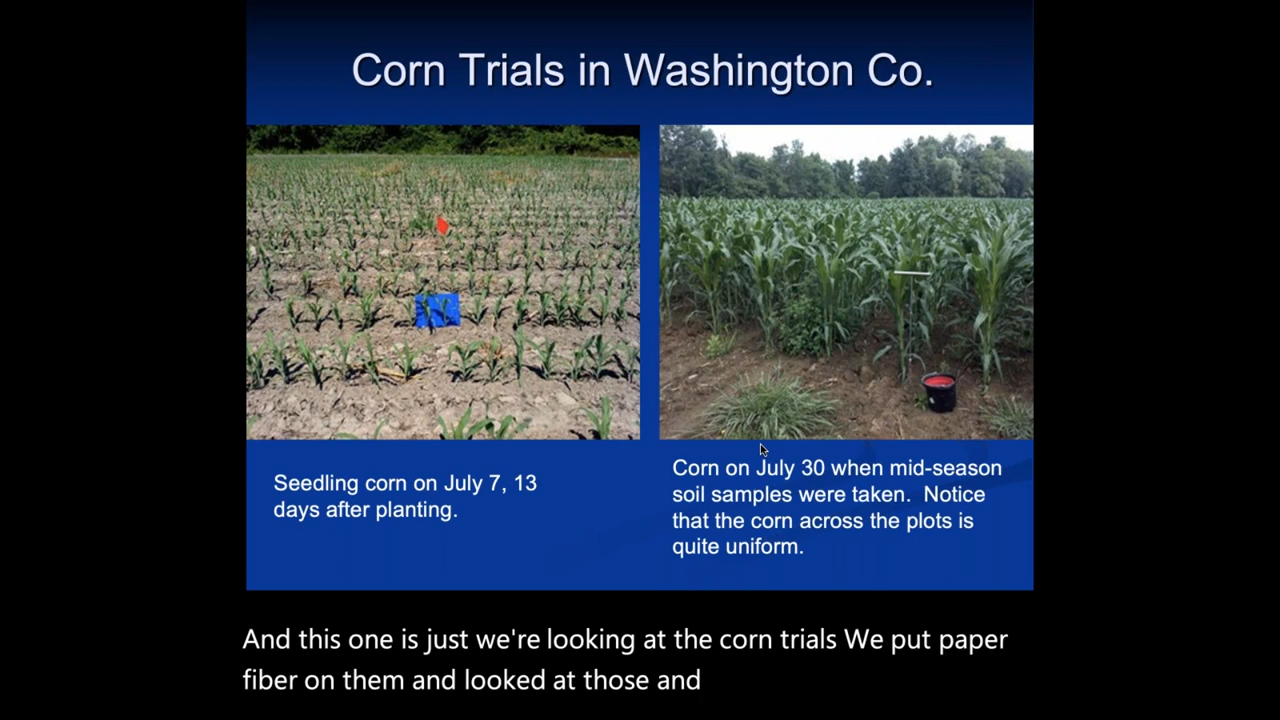 Corn Trials in Washington Co.
Seedling corn on July 7, 13
days after planting.
Corn on July 30 when mid-season
soil samples were taken.  Notice
that the corn across the plots is
quite uniform.
And this one is just we're looking at the corn trials We put paper
fiber on them and looked at those and